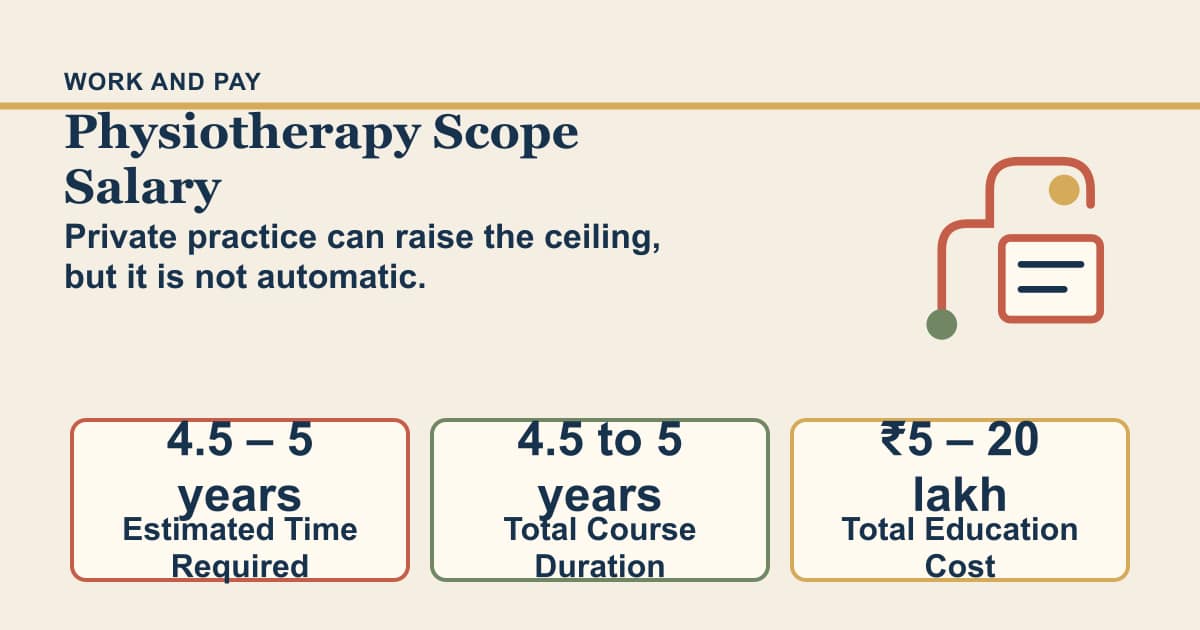 WORK AND PAY
Physiotherapy Scope
Salary
Private practice can raise the ceiling,
but it is not automatic.
4.5 – 5
years
Estimated Time
Required
4.5 to 5
years
Total Course
Duration
₹5 – 20
lakh
Total Education
Cost